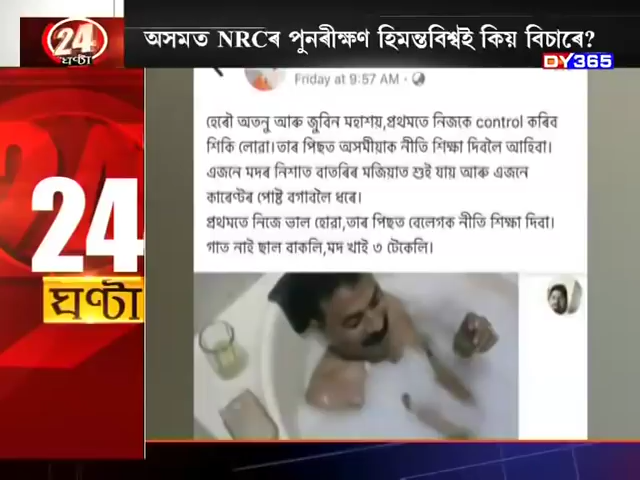 24
ঘণ্টা
অসমত NRCৰ পুনৰীক্ষণ হিমন্তবিশ্বই কিয় বিচাৰে?
DY365
Friday at 9:57 AM
হেৰৌ অতনু আৰু জুবিন মহাশয়,প্ৰথমতে নিজকে control কৰিব
শিকি লোৱা।তাৰ পিছত অসমীয়াক নীতি শিক্ষা দিবলৈ আহিবা।
এজনে মদৰ নিশাত বাতৰিৰ মজিয়াত শুই যায় আৰু এজনে
কাৰেণ্টৰ পোষ্ট বগাবলৈ ধৰে।
প্ৰথমতে নিজে ভাল হোৱা,তাৰ পিছত বেলেগক নীতি শিক্ষা দিবা।
গাত নাই ছাল বাকলি,মদ খাই ৩ টেকেলি।
24
ঘণ্টা